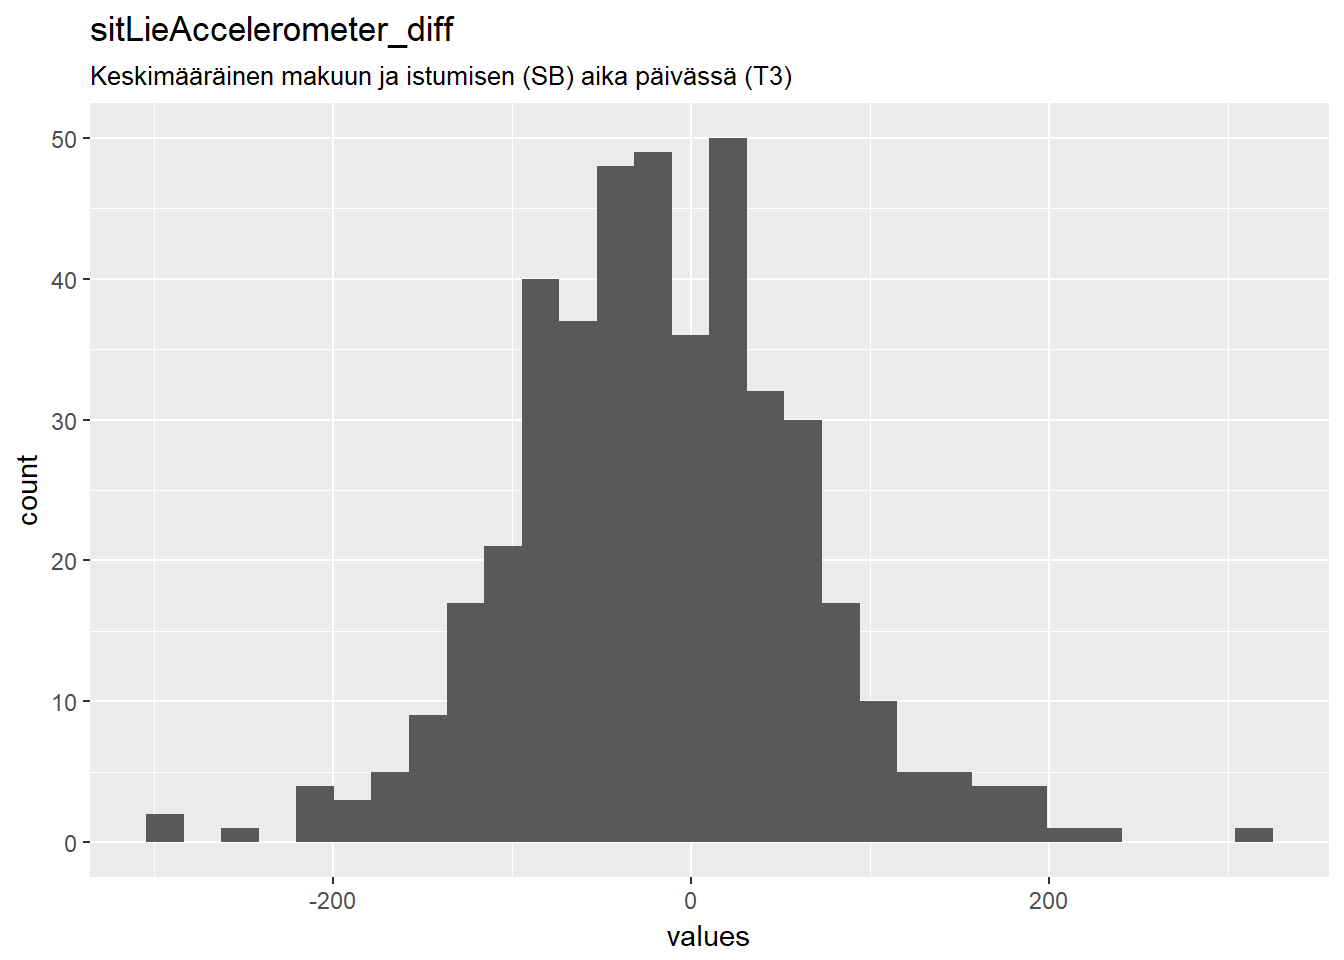 sitLieAccelerometer_diff
Keskimääräinen makuun ja istumisen (SB) aika päivässä (T3)
50
40
30
20
10
0
count
-200
0
200
values